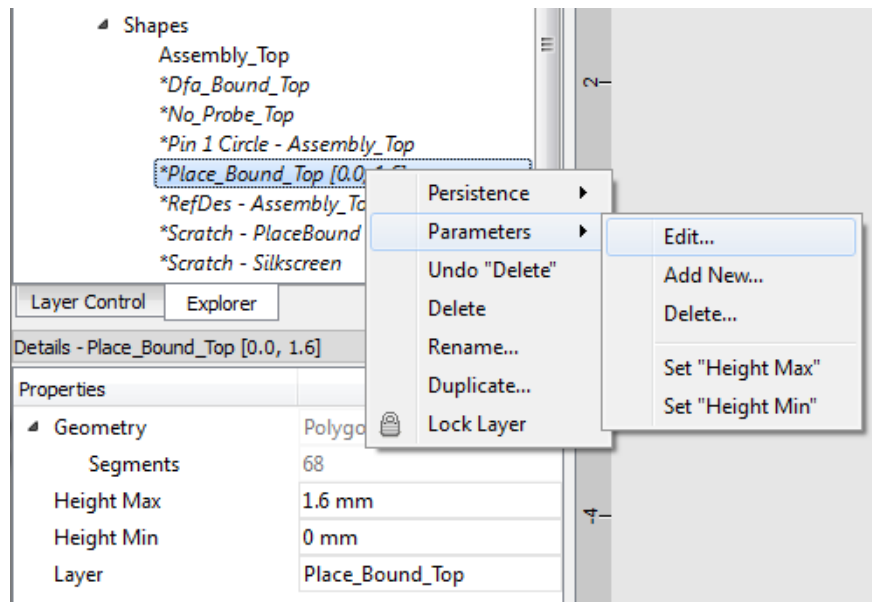 Shapes
Assembly_Top
*Dfa_Bound_Top
*No_Probe_Top
*Pin 1 Circle - Assembly_Top
*Place_Bound_Top [0.0, 1.6]
*RefDes - Assembly_To
*Scratch - PlaceBound
*Scratch - Silkscreen
Persistence
Parameters
Undo "Delete"
Delete
Rename...
Duplicate...
Lock Layer
Edit...
Add New...
Delete...
Set "Height Max"
Set "Height Min"
Layer Control Explorer
Details - Place_Bound_Top [0.0, 1.6]
Properties
Geometry Polygo
Segments 68
Height Max 1.6 mm
Height Min 0 mm
Layer Place_Bound_Top
2
-4